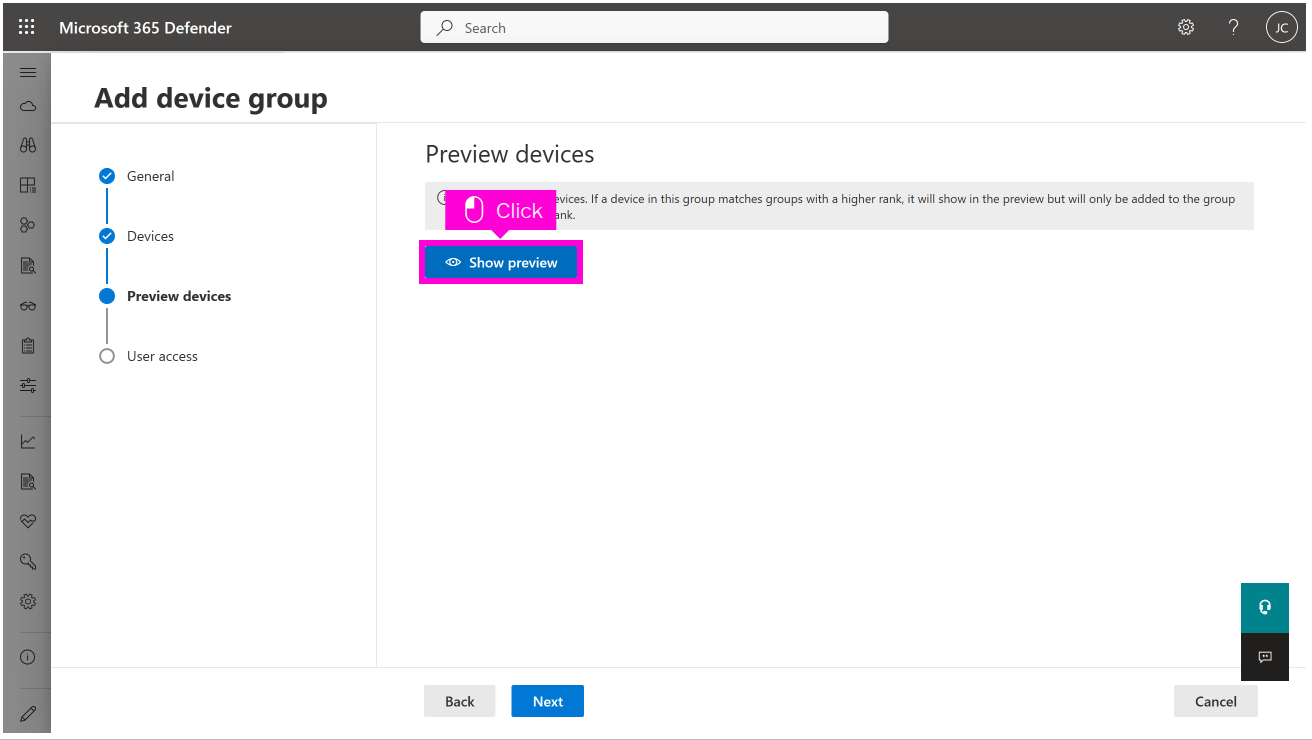 Microsoft 365 Defender
Search
JC
Add device group
General
Devices
Preview devices
User access
Preview devices
evices. If a device in this group matches groups with a higher rank, it will show in the preview but will only be added to the group
ank.
Click
Show preview
Back
Next
Cancel